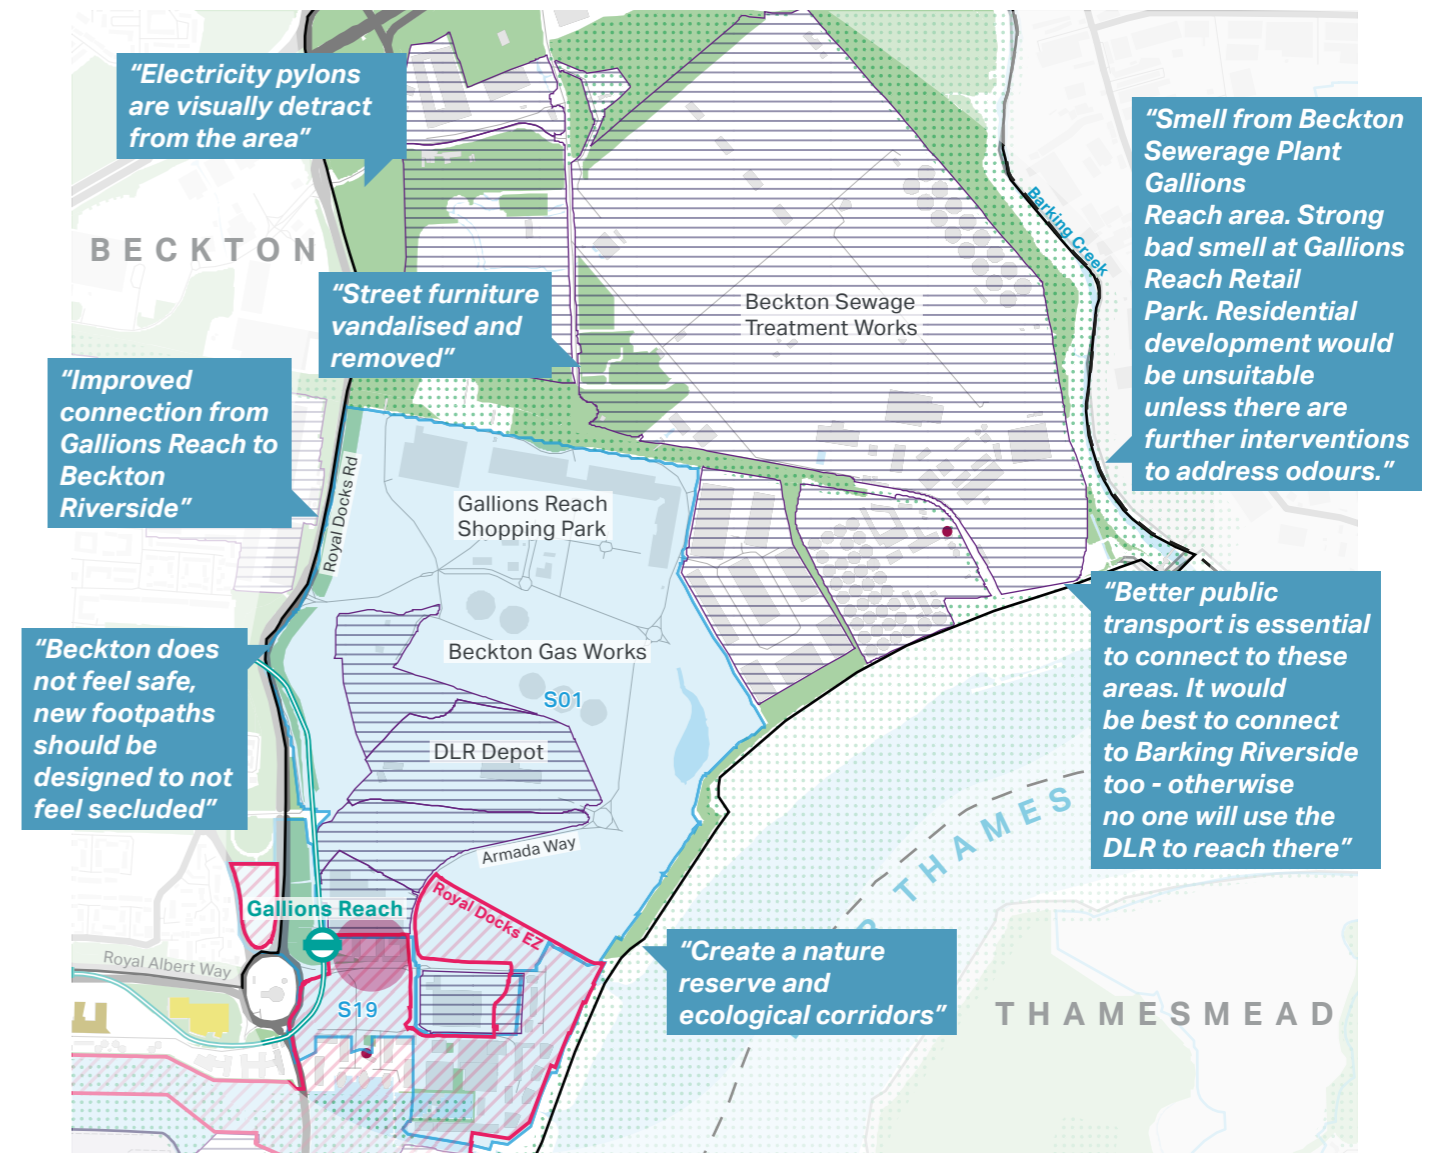 “Electricity pylons
are visually detract
from the area”
“Smell from Beckton
Sewerage Plant
Gallions
Reach area. Strong
bad smell at Gallions
Reach Retail
Park. Residential
development would
be unsuitable
unless there are
further interventions
to address odours.”
Barking Creek
BECKTON
“Street furniture
vandalised and
removed”
Beckton Sewage
Treatment Works
“Improved
connection from
Gallions Reach to
Beckton
Riverside”
Royal Docks Rd
Gallions Reach
Shopping Park
“Better public
transport is essential
to connect to these
areas. It would
be best to connect
to Barking Riverside
too - otherwise
no one will use the
DLR to reach there”
“Beckton does
not feel safe,
new footpaths
should be
designed to not
feel secluded”
Beckton Gas Works
S01
DLR Depot
Armada Way
THAMES
Royal Docks EZ
Gallions Reach
Royal Albert Way
“Create a nature
reserve and
ecological corridors”
S19
THAMESMEAD